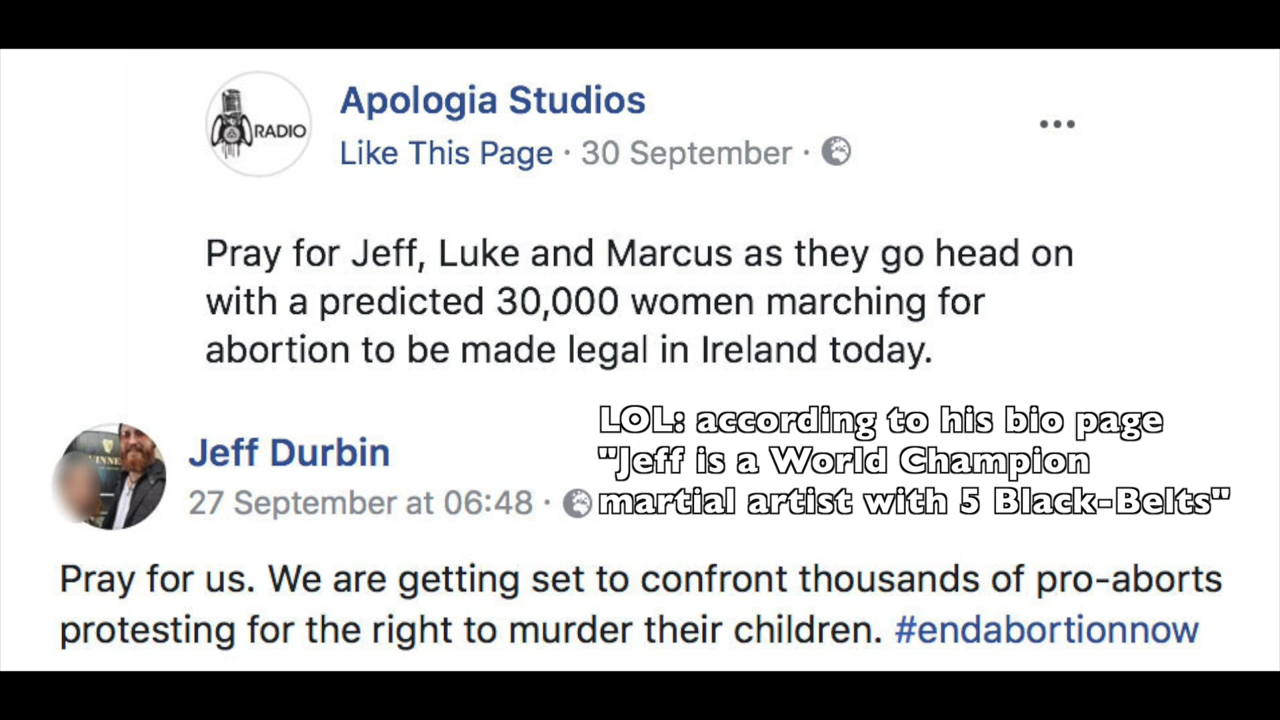 RADIO
Apologia Studios
Like This Page · 30 September ·
Pray for Jeff, Luke and Marcus as they go head on
with a predicted 30,000 women marching for
abortion to be made legal in Ireland today.
LOL: according to his bio page
"Jeff is a World Champion
martial artist with 5 Black-Belts"
Jeff Durbin
27 September at 06:48 ·
Pray for us. We are getting set to confront thousands of pro-aborts
protesting for the right to murder their children. #endabortionnow